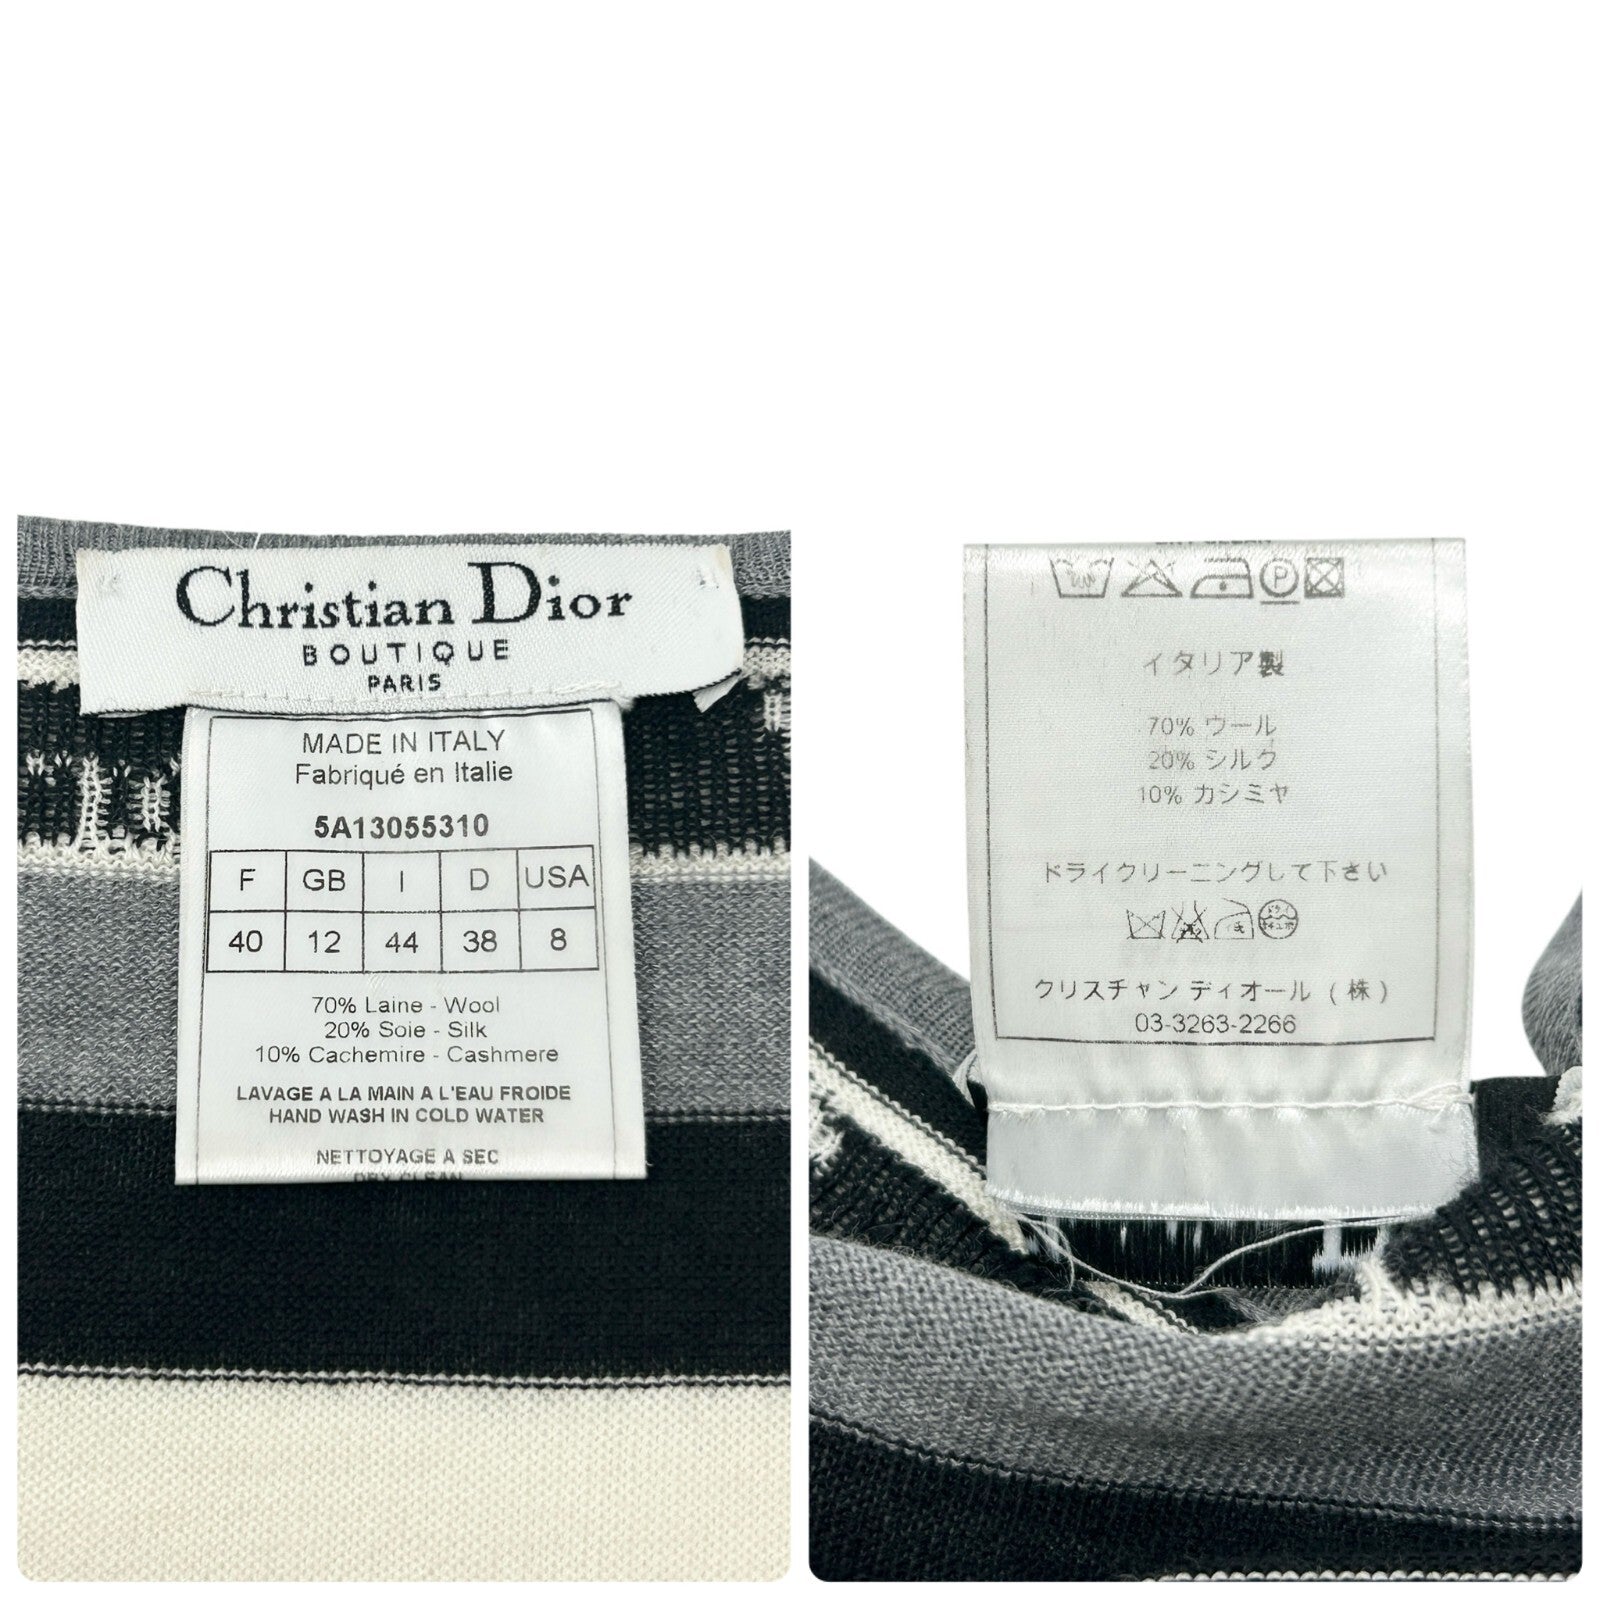 Christian Dior
BOUTIQUE
PARIS
MADE IN ITALY
Fabriqué en Italie
5A13055310
F GB I D USA
40 12 44 38 8
70% Laine - Wool
20% Soie - Silk
10% Cachemire - Cashmere
LAVAGE A LA MAIN A L'EAU FROIDE
HAND WASH IN COLD WATER
NETTOYAGE A SEC
DRY CLEAN
P
イタリア製
70% ウール
20% シルク
10% カシミヤ
ドライクリーニングして下さい
クリスチャン ディオール (株)
03-3263-2266